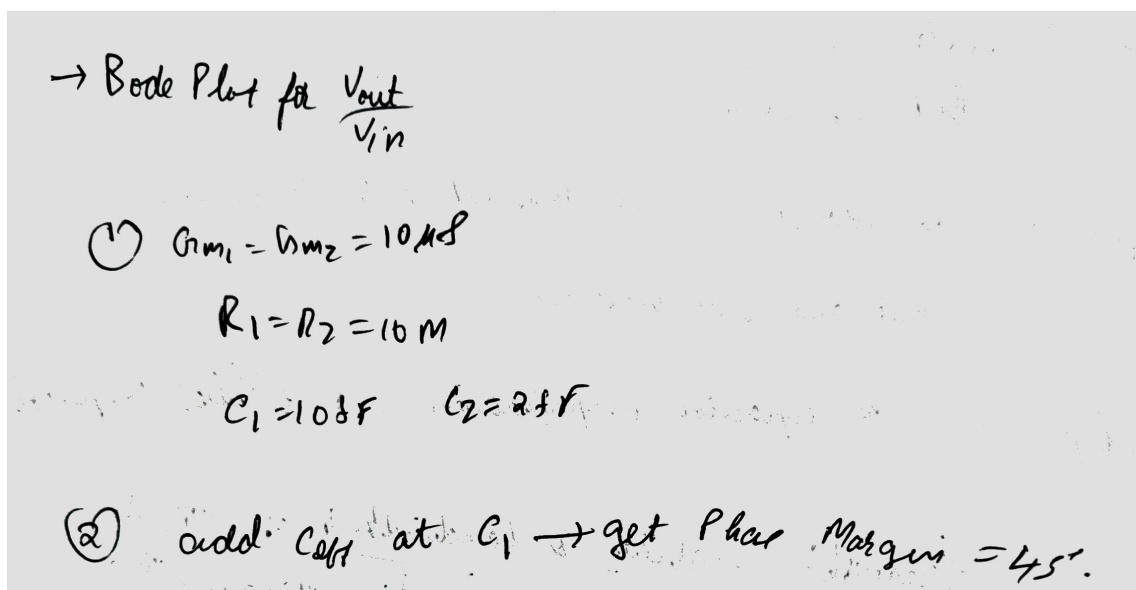 → Bode Plot for Vout
Vin
① Gm1 = Gm2 = 10 μS
R1 = R2 = 10 M
C1 = 10 fF C2 = 2 fF
② add Ceff at C1 → get Phase Margin = 45°.